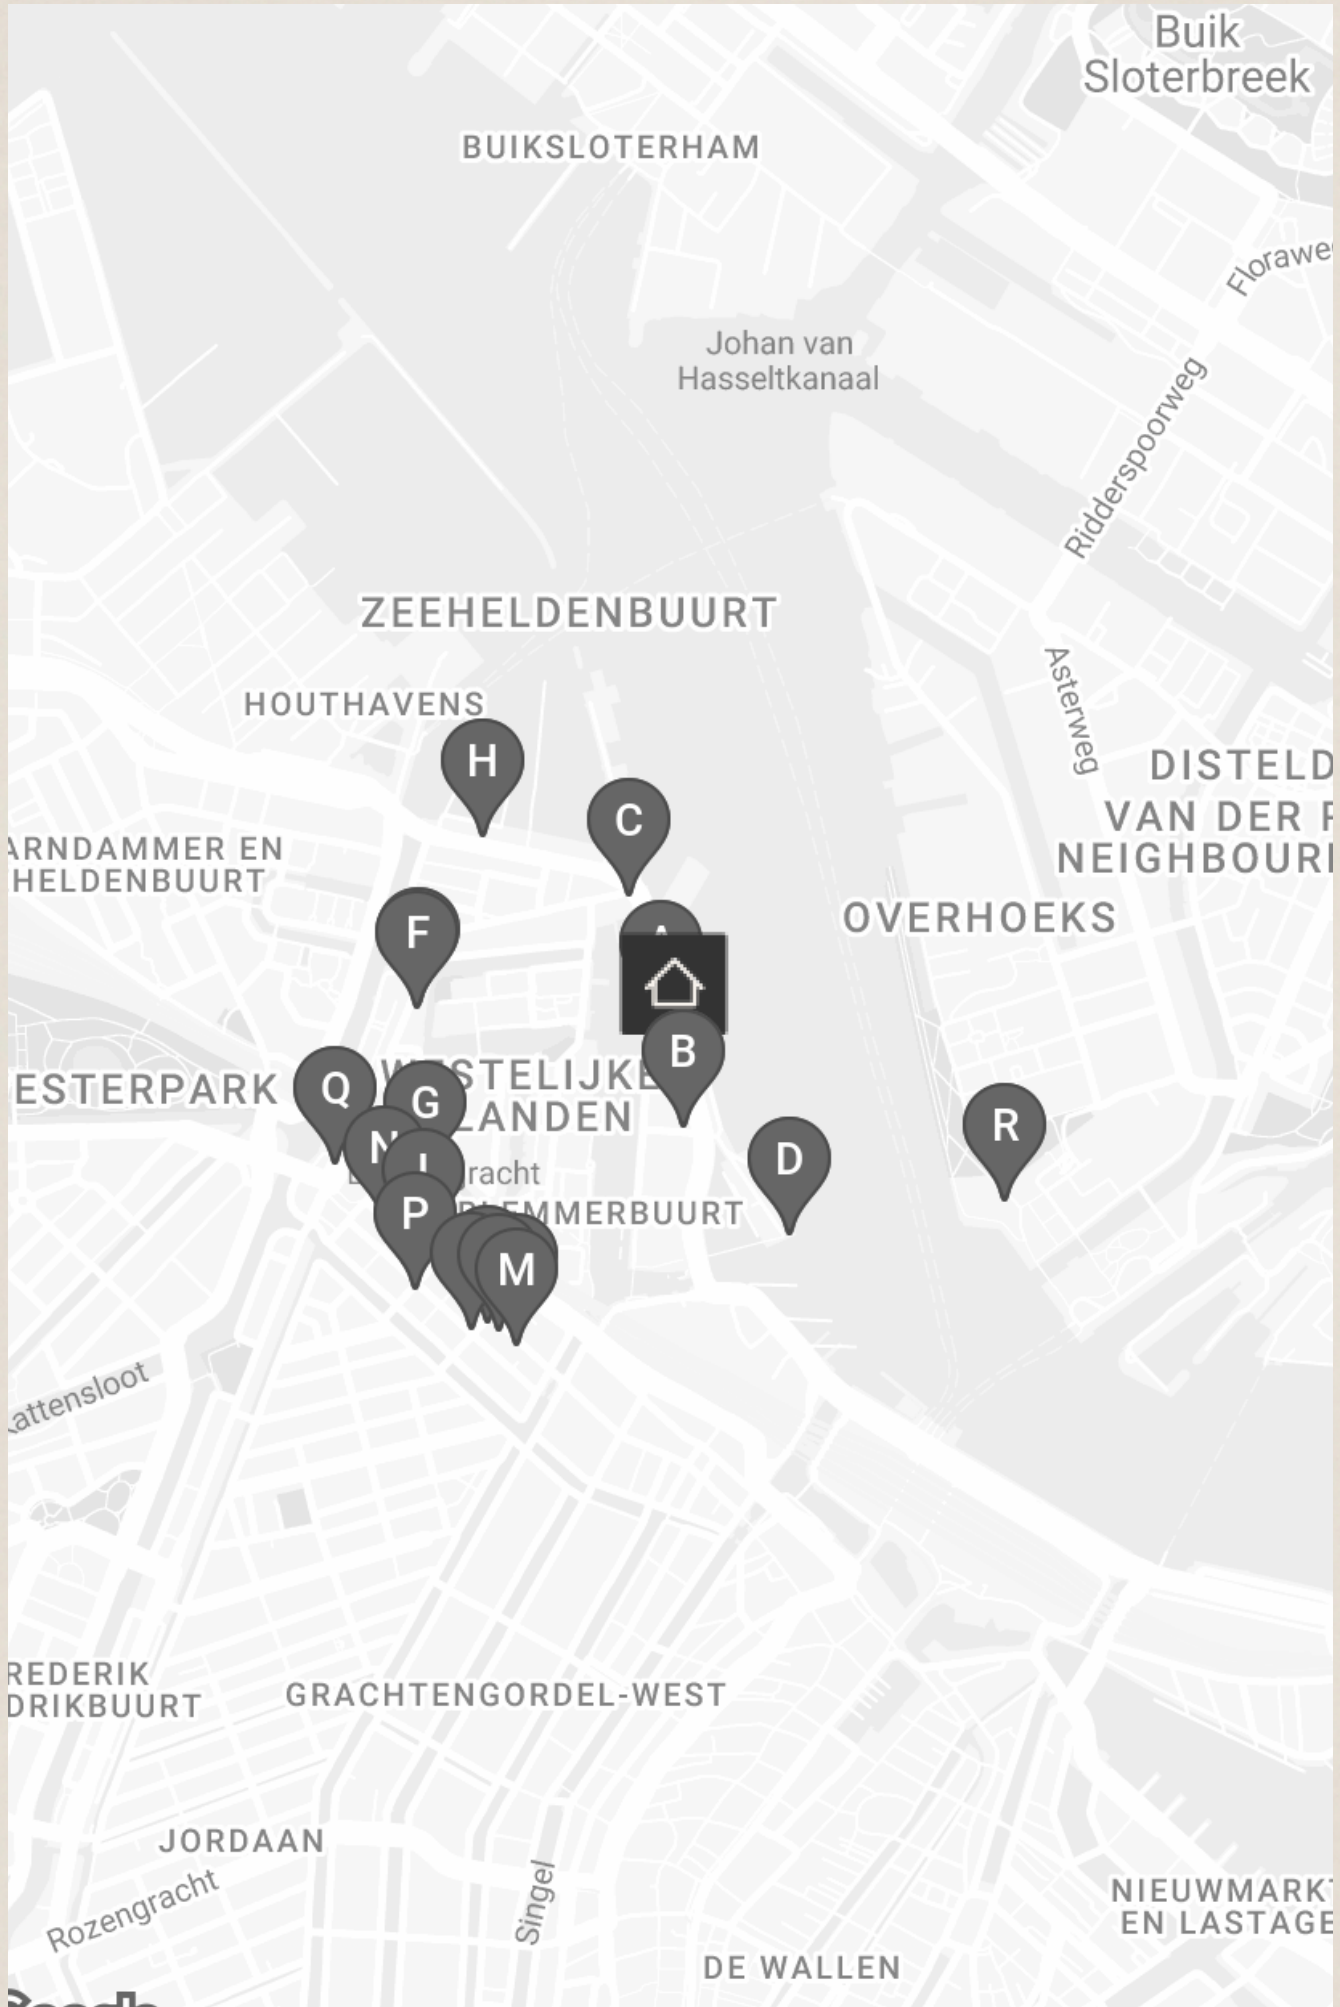 Buik
Sloterbreek
BUIKSLOTERHAM
Florawe
Johan van
Hasseltkanaal
Ridderspoorweg
ZEEHELDENBUURT
Asterweg
HOUTHAVENS
H
DISTELD
C
VAN DER P
ARNDAMMER EN
NEIGHBOUR
HELDENBUURT
F
A
OVERHOEKS
B
WESTELIJKE
ESTERPARK
Q
G
LANDEN
R
N
D
racht
P
MMERBUURT
M
attensloot
REDERIK
DRIKBUURT
GRACHTENGORDEL-WEST
JORDAAN
Rozengracht
Singel
NIEUWMARKT
EN LASTAGE
DE WALLEN